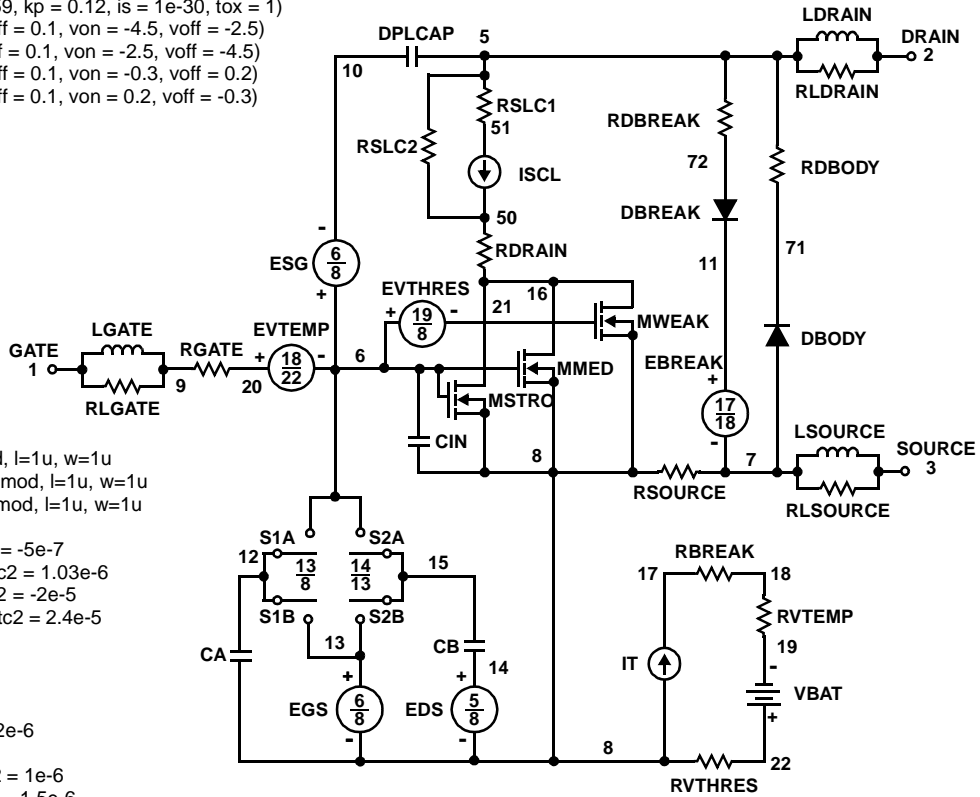 59, kp = 0.12, is = 1e-30, tox = 1)
off = 0.1, von = -4.5, voff = -2.5)
f = 0.1, von = -2.5, voff = -4.5)
ff = 0.1, von = -0.3, voff = 0.2)
ff = 0.1, von = 0.2, voff = -0.3)
DPLCAP
5
10
LDRAIN
DRAIN
2
RLDRAIN
RSLC1
51
RSLC2
ISCL
50
RDBREAK
72
RDBODY
DBREAK
71
11
ESG
6
8
-
+
RDRAIN
EVTHRES
16
21
+
19
8
-
MWEAK
LGATE
GATE
1
RLGATE
9
RGATE
EVTEMP
+
18
22
-
20
6
MMED
MSTRO
DBODY
EBREAK
+
17
18
-
CIN
8
7
RSOURCE
LSOURCE
SOURCE
3
RLSOURCE
d, l=1u, w=1u
mod, l=1u, w=1u
mod, l=1u, w=1u
= -5e-7
c2 = 1.03e-6
2 = -2e-5
tc2 = 2.4e-5
S1A
S2A
12
13
8
14
13
15
S1B
S2B
13
CA
CB
14
+
+
EGS
6
8
EDS
5
8
-
-
8
RBREAK
17
18
RVTEMP
19
IT
-
VBAT
+
22
RVTHRES
2e-6
2 = 1e-6
= 1.5e-6